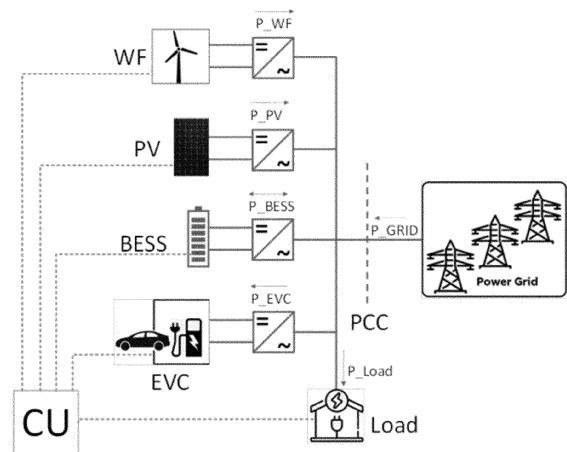 P_WF
WF
P_PV
PV
P_BESS
BESS
P_GRID
Power Grid
P_EVC
PCC
EVC
P_Load
CU
Load